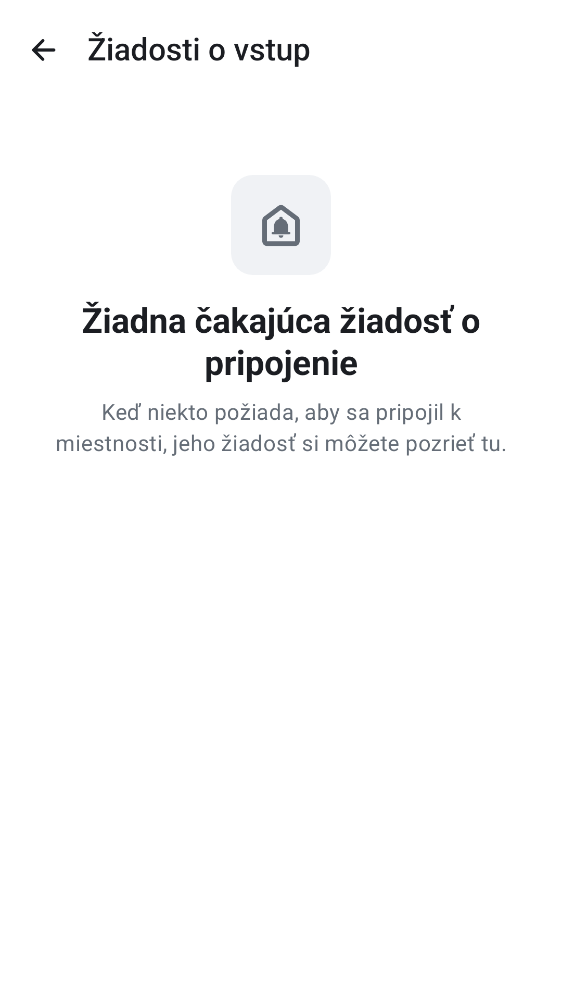 Žiadosti o vstup
Žiadna čakajúca žiadosť o
pripojenie
Keď niekto požiada, aby sa pripojil k
miestnosti, jeho žiadosť si môžete pozrieť tu.